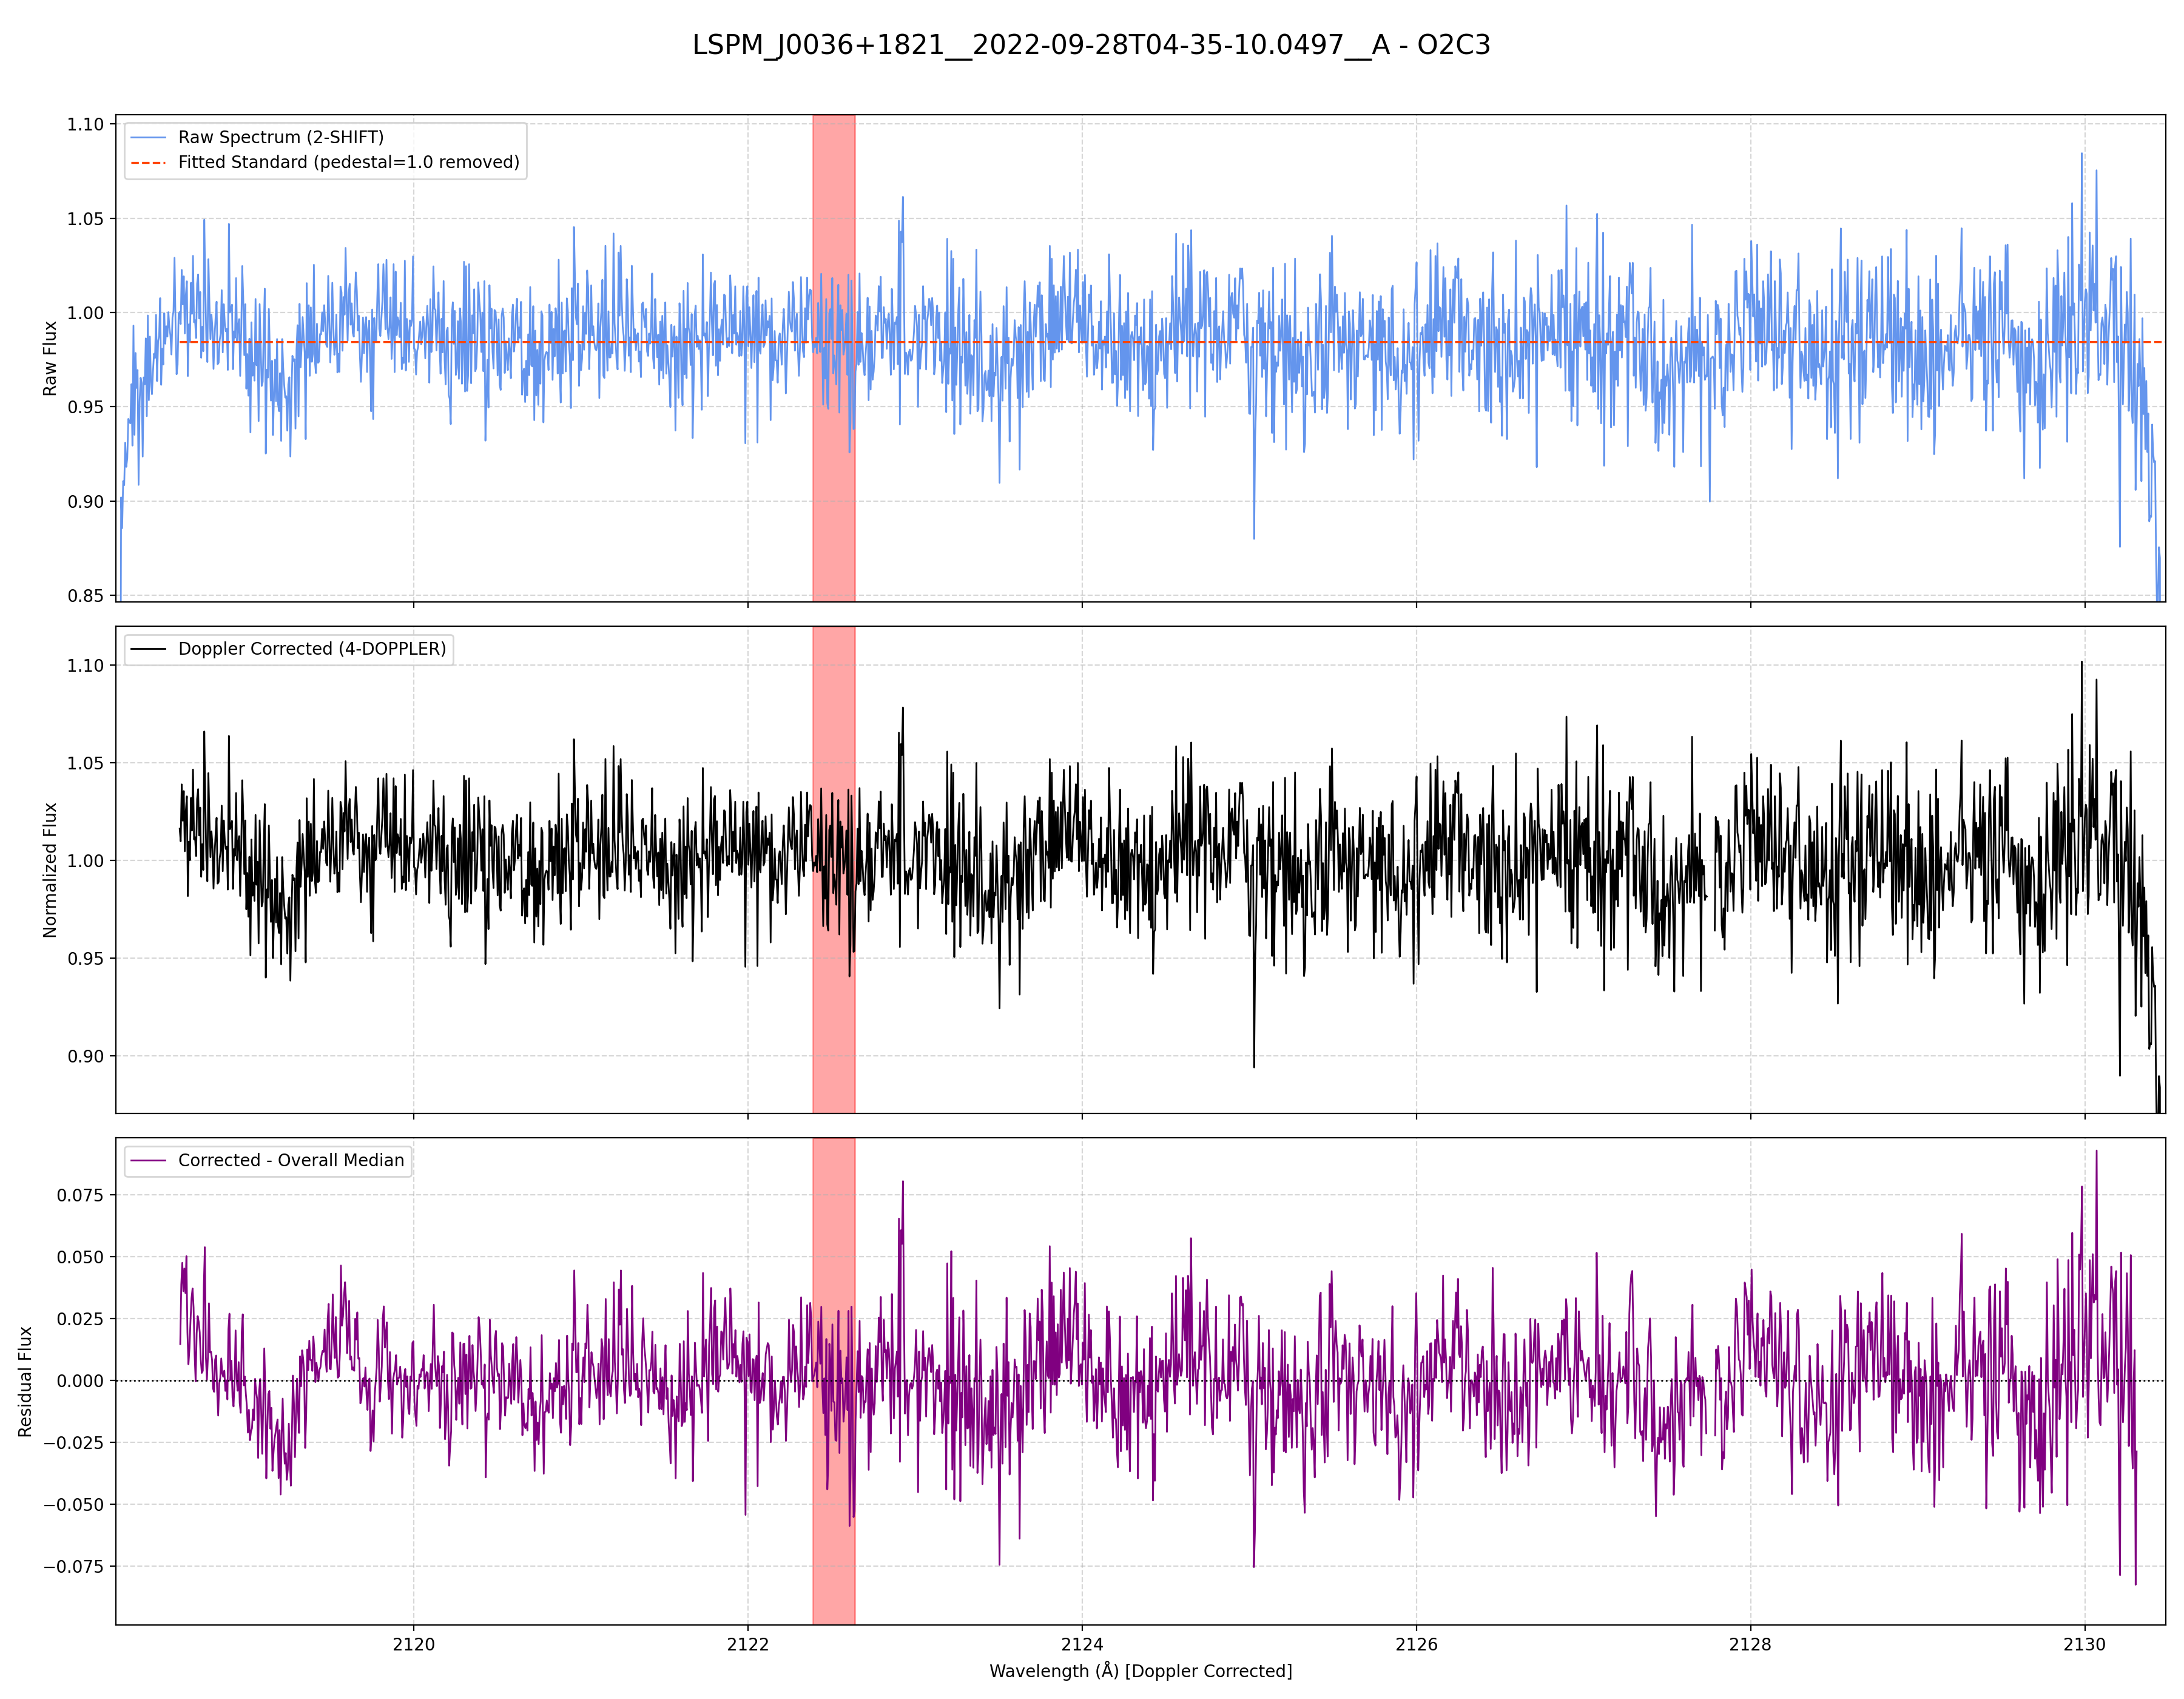 LSPM_J0036+1821__2022-09-28T04-35-10.0497__A - O2C3
Raw Spectrum (2-SHIFT)
Fitted Standard (pedestal=1.0 removed)
1.10
1.05
1.00
0.95
0.90
0.85
Raw Flux
Doppler Corrected (4-DOPPLER)
1.10
1.05
1.00
0.95
0.90
Normalized Flux
Corrected - Overall Median
0.075
0.050
0.025
0.000
−0.025
−0.050
−0.075
Residual Flux
2120
2122
2124
2126
2128
2130
Wavelength (Å) [Doppler Corrected]